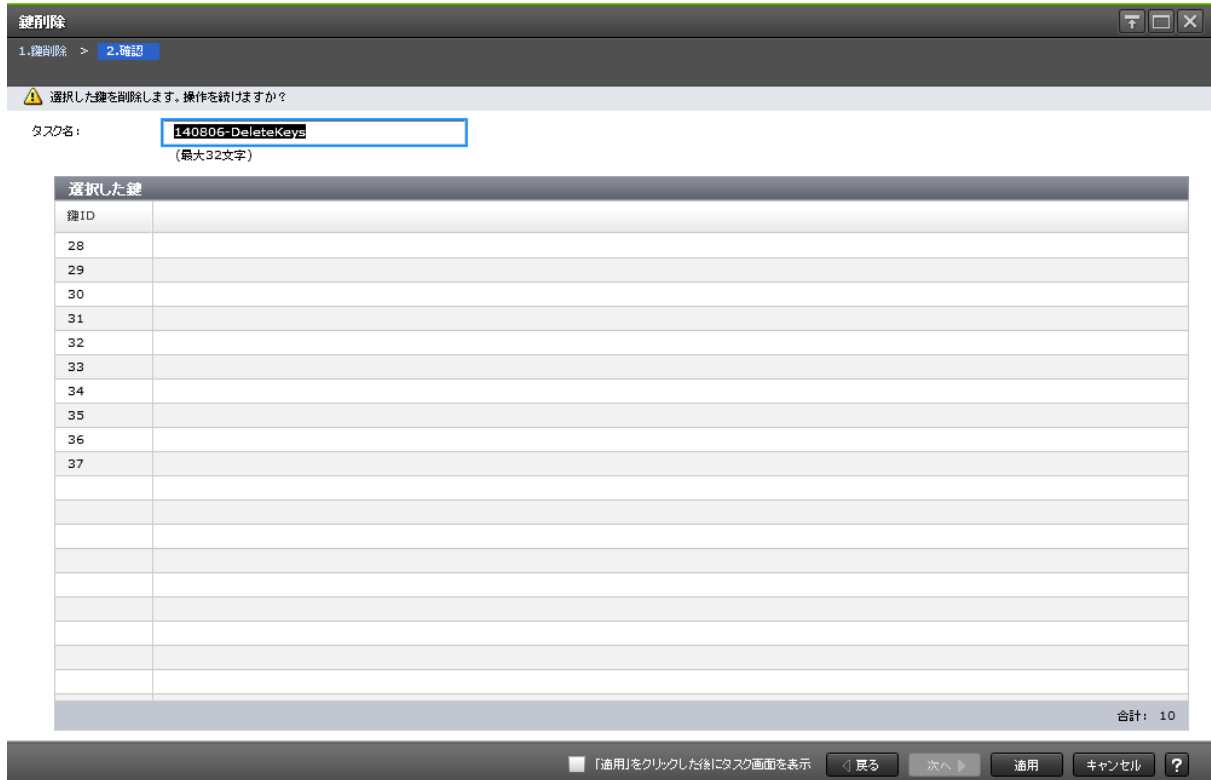 鍵削除
1.鍵削除 > 2.確認
選択した鍵を削除します。操作を続けますか？
タスク名： 140806-DeleteKeys
(最大32文字)
選択した鍵
鍵ID
28
29
30
31
32
33
34
35
36
37
合計： 10
「適用」をクリックした後にタスク画面を表示 戻る 次へ 適用 キャンセル ?